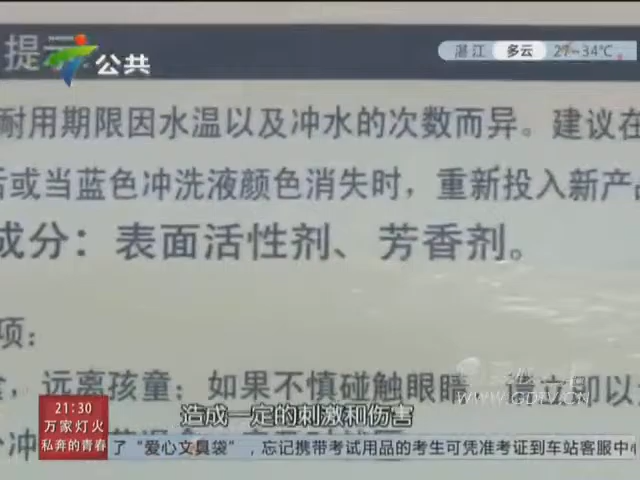 提示
公共
湛江 多云 27-34℃
耐用期限因水温以及冲水的次数而异。建议在
后或当蓝色冲洗液颜色消失时，重新投入新产品
成分：表面活性剂、芳香剂。
项：
远离孩童；如果不慎碰触眼睛
立即以
WWW.GDTV.CN
造成一定的刺激和伤害
冲
21:30
万家灯火
私奔的青春
了“爱心文具袋”，忘记携带考试用品的考生可凭准考证到车站客服中心